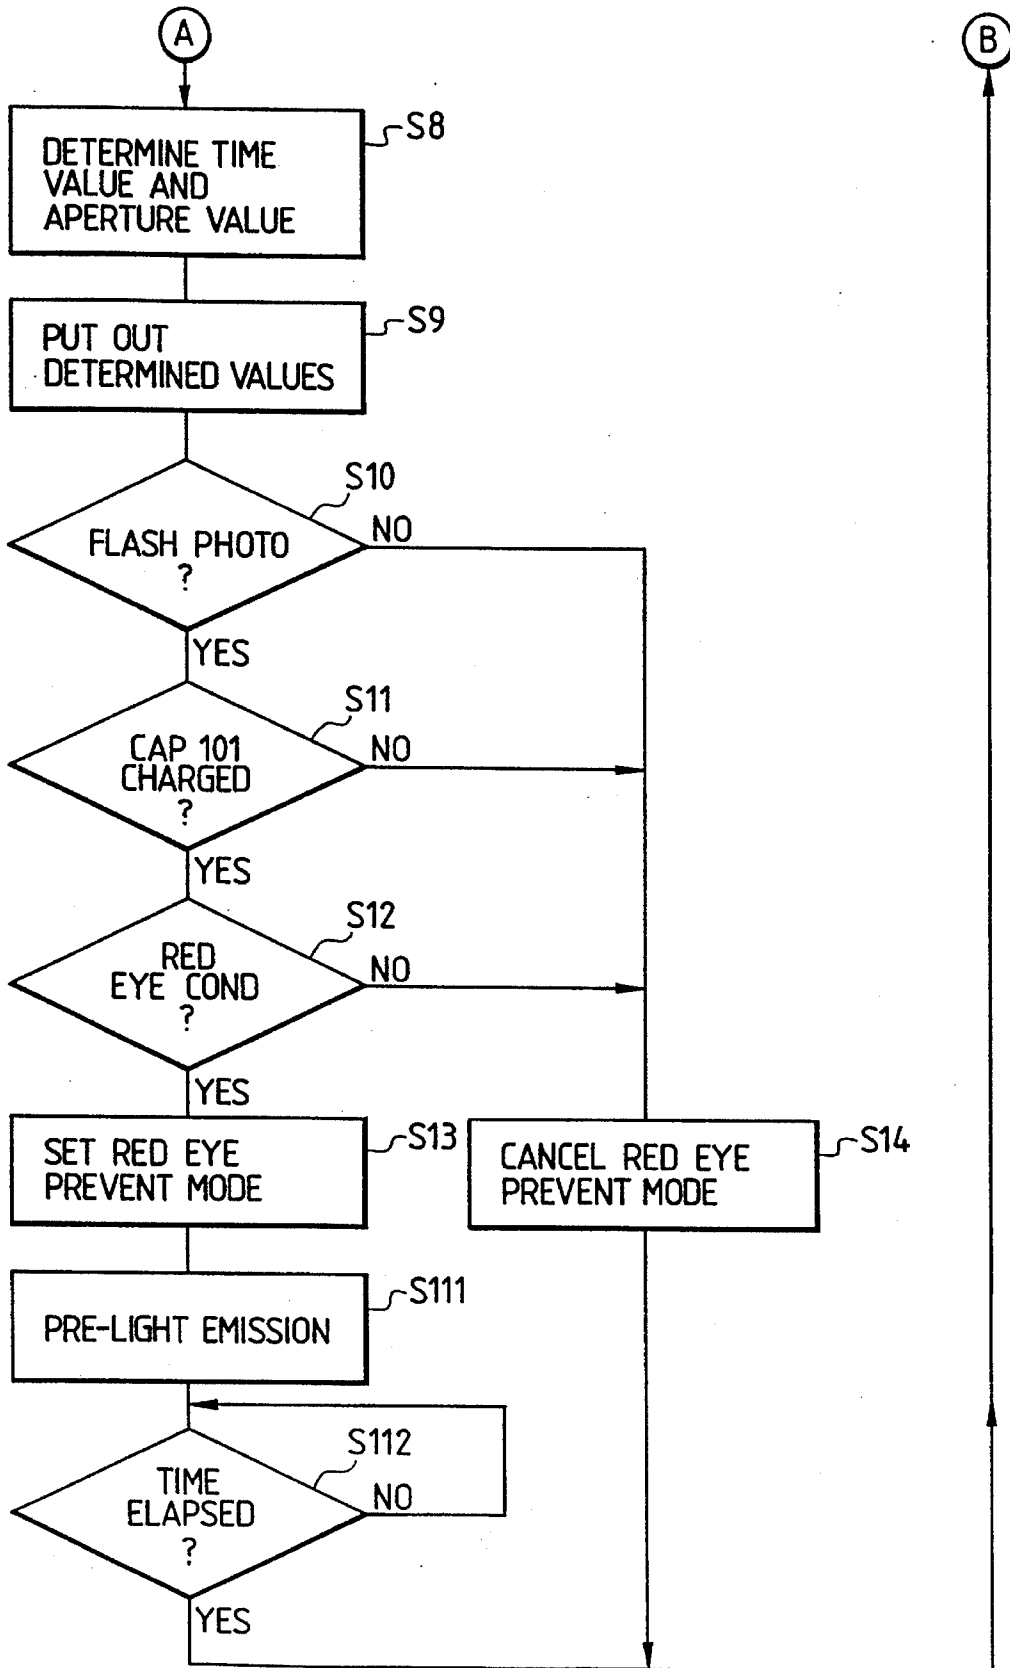 A
B
S8
DETERMINE TIME
VALUE AND
APERTURE VALUE
S9
PUT OUT
DETERMINED VALUES
S10
FLASH PHOTO
?
NO
YES
S11
CAP 101
CHARGED
?
NO
YES
S12
RED
EYE COND
?
NO
YES
S13
SET RED EYE
PREVENT MODE
S14
CANCEL RED EYE
PREVENT MODE
S111
PRE-LIGHT EMISSION
S112
TIME
ELAPSED
?
NO
YES